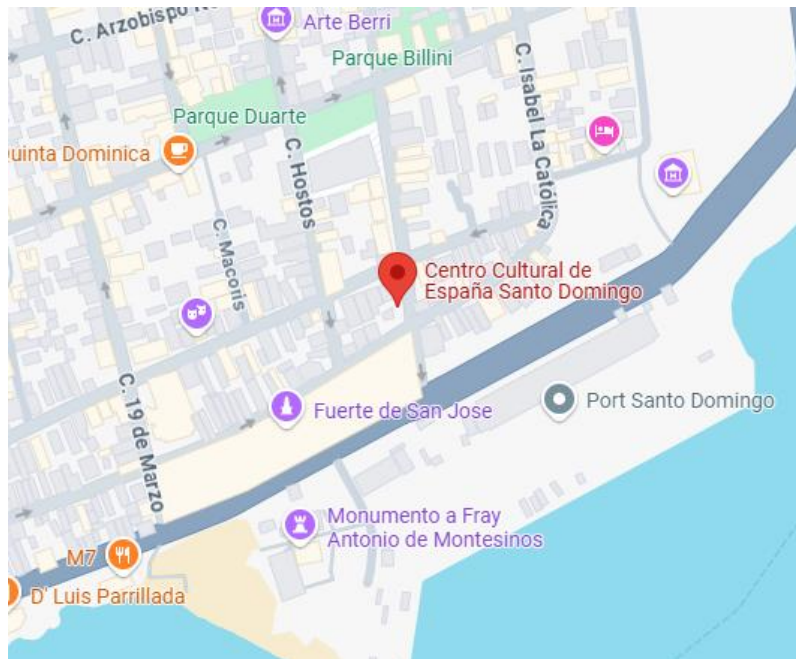 C. Arzobispo
Arte Berri
Parque Billini
C. Isabel La Católica
Parque Duarte
uinta Dominica
C. Hostos
C. Macoris
Centro Cultural de
España Santo Domingo
C. 19 de Marzo
Fuerte de San Jose
Port Santo Domingo
Monumento a Fray
Antonio de Montesinos
M7
D' Luis Parrillada